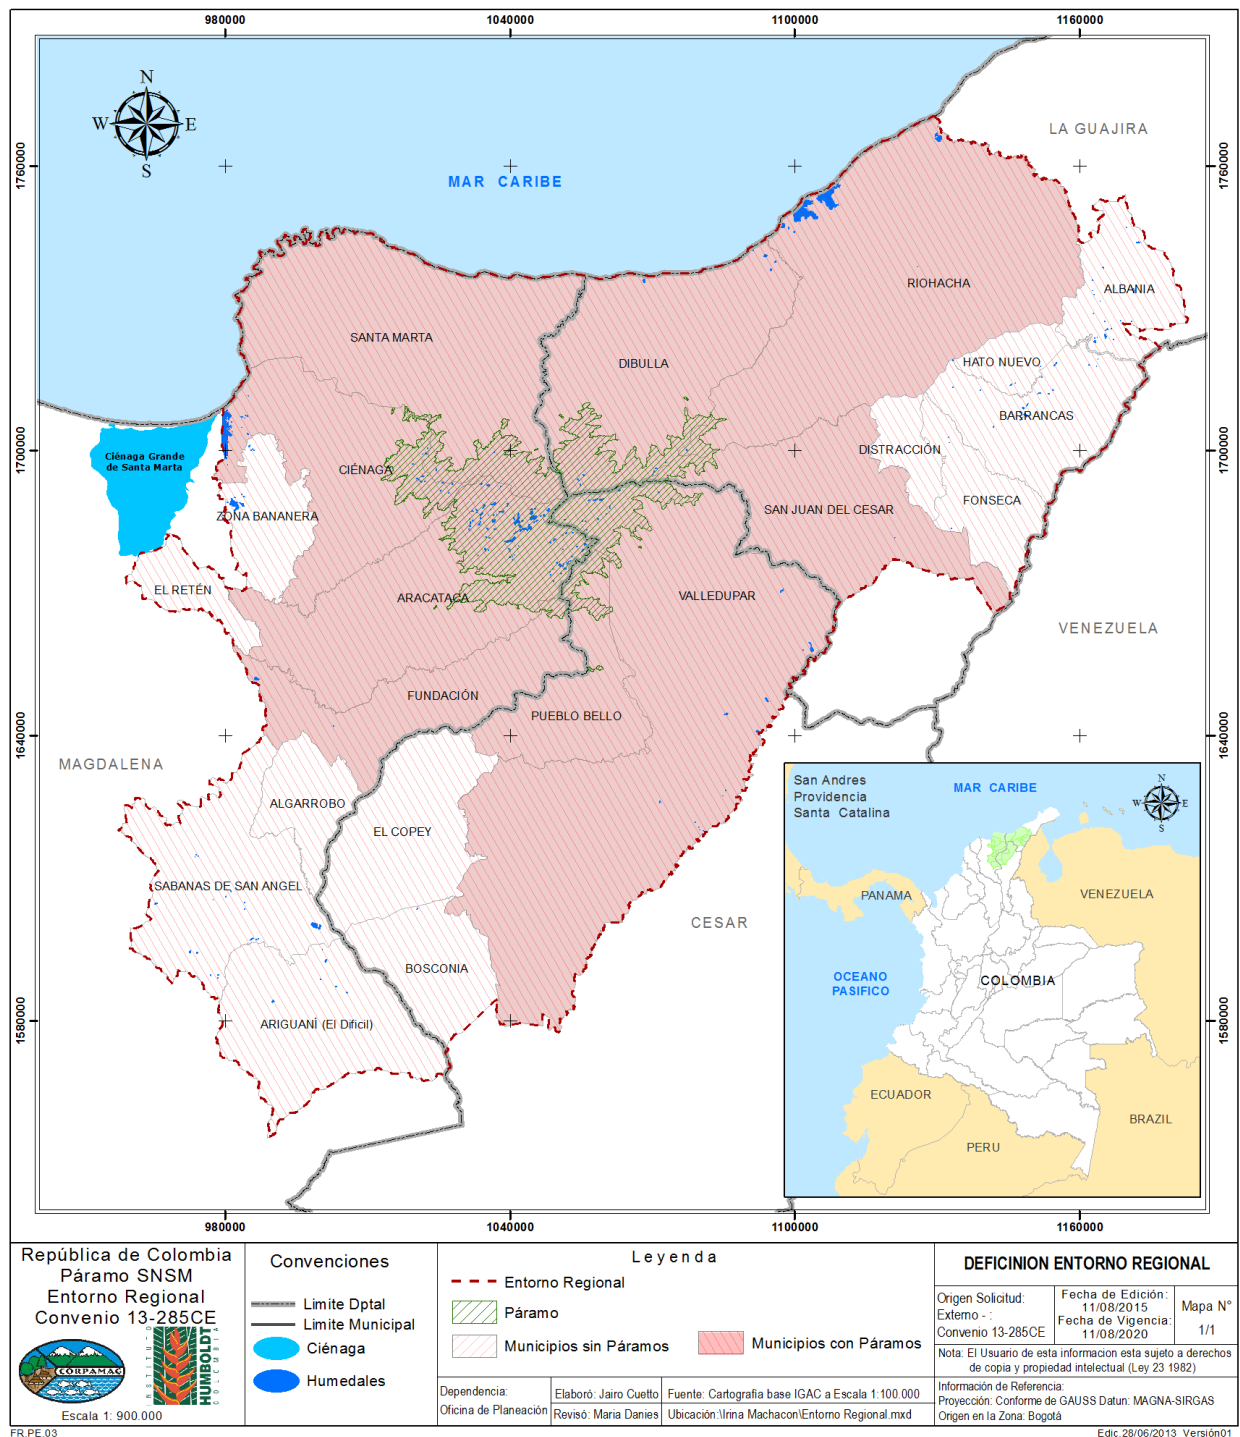 980000
1040000
1100000
1160000
N
W
E
S
LA GUAJIRA
1760000
1760000
MAR CARIBE
RIOHACHA
ALBANIA
SANTA MARTA
DIBULLA
HATO NUEVO
BARRANCAS
1700000
1700000
Ciénaga Grande
de Santa Marta
CIÉNAGA
DISTRACCIÓN
FONSECA
ZONA BANANERA
SAN JUAN DEL CESAR
EL RETÉN
ARACATACA
VALLEDUPAR
VENEZUELA
FUNDACIÓN
PUEBLO BELLO
1640000
1640000
MAGDALENA
ALGARROBO
EL COPEY
SABANAS DE SAN ANGEL
CESAR
BOSCONIA
ARIGUANÍ (El Dificil)
1580000
1580000
San Andres
Providencia
Santa Catalina
MAR CARIBE
N
W
E
S
PANAMA
VENEZUELA
OCEANO
PASIFICO
COLOMBIA
ECUADOR
BRAZIL
PERU
980000
1040000
1100000
1160000
República de Colombia
Páramo SNSM
Entorno Regional
Convenio 13-285CE
CORPAMAG
INSTITUTO
HUMBOLDT
COLOMBIA
Escala 1: 900.000
Convenciones
Limite Dptal
Limite Municipal
Ciénaga
Humedales
Leyenda
Entorno Regional
Páramo
Municipios sin Páramos
Municipios con Páramos
Dependencia:
Oficina de Planeación
Elaboró: Jairo Cuetto
Fuente: Cartografia base IGAC a Escala 1:100.000
Revisó: Maria Danies
Ubicación:\Irina Machacon\Entorno Regional.mxd
DEFICINION ENTORNO REGIONAL
Origen Solicitud:
Externo - :
Convenio 13-285CE
Fecha de Edición:
11/08/2015
Fecha de Vigencia:
11/08/2020
Mapa N°
1/1
Nota: El Usuario de esta informacion esta sujeto a derechos
de copia y propiedad intelectual (Ley 23 1982)
Información de Referencia:
Proyección: Conforme de GAUSS Datun: MAGNA-SIRGAS
Origen en la Zona: Bogotá
FR.PE.03
Edic.28/06/2013 Versión01